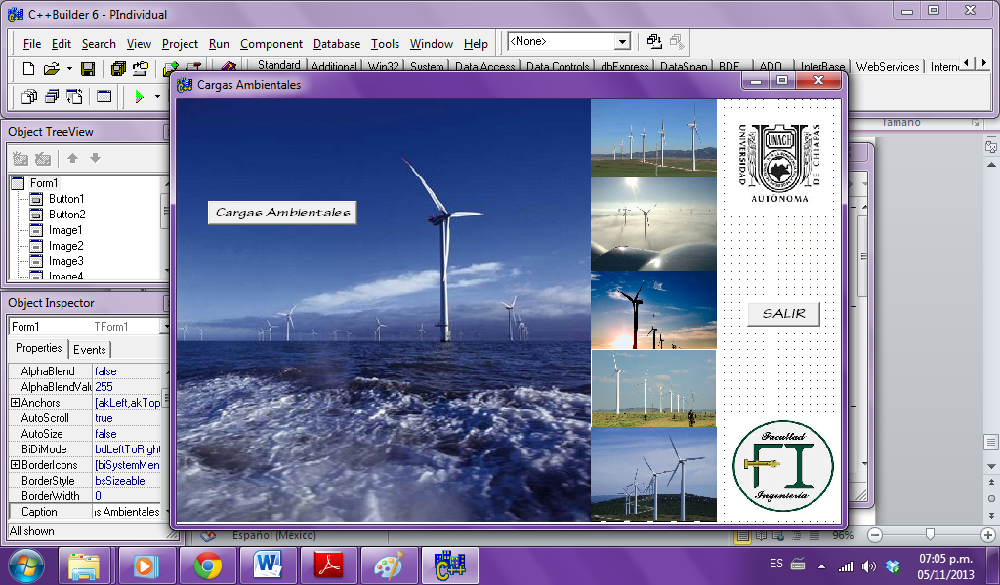 C++Builder 6 - PIndividual
File Edit Search View Project Run Component Database Tools Window Help
<None>
Standard Additional Win32 System Data Access Data Controls dbExpress DataSnap BDE ADO InterBase WebServices
Cargas Ambientales
Object TreeView
Form1
Button1
Button2
Image1
Image2
Image3
Image4
Object Inspector
Form1 TForm1
Properties Events
AlphaBlend false
255
Anchors [akLeft,akTop
AutoScroll true
AutoSize false
BiDiMode bdLeftToRight
BorderIcons [biSystemMen
BorderStyle bsSizeable
BorderWidth 0
Caption s Ambientales
All shown
Cargas Ambientales
UNIVERSIDAD
UNACH
DE CHIAPAS
AUTÓNOMA
SALIR
Facultad
FI
Ingeniería
Tamaño
Español (México)
96%
ES
07:05 p.m.
05/11/2013